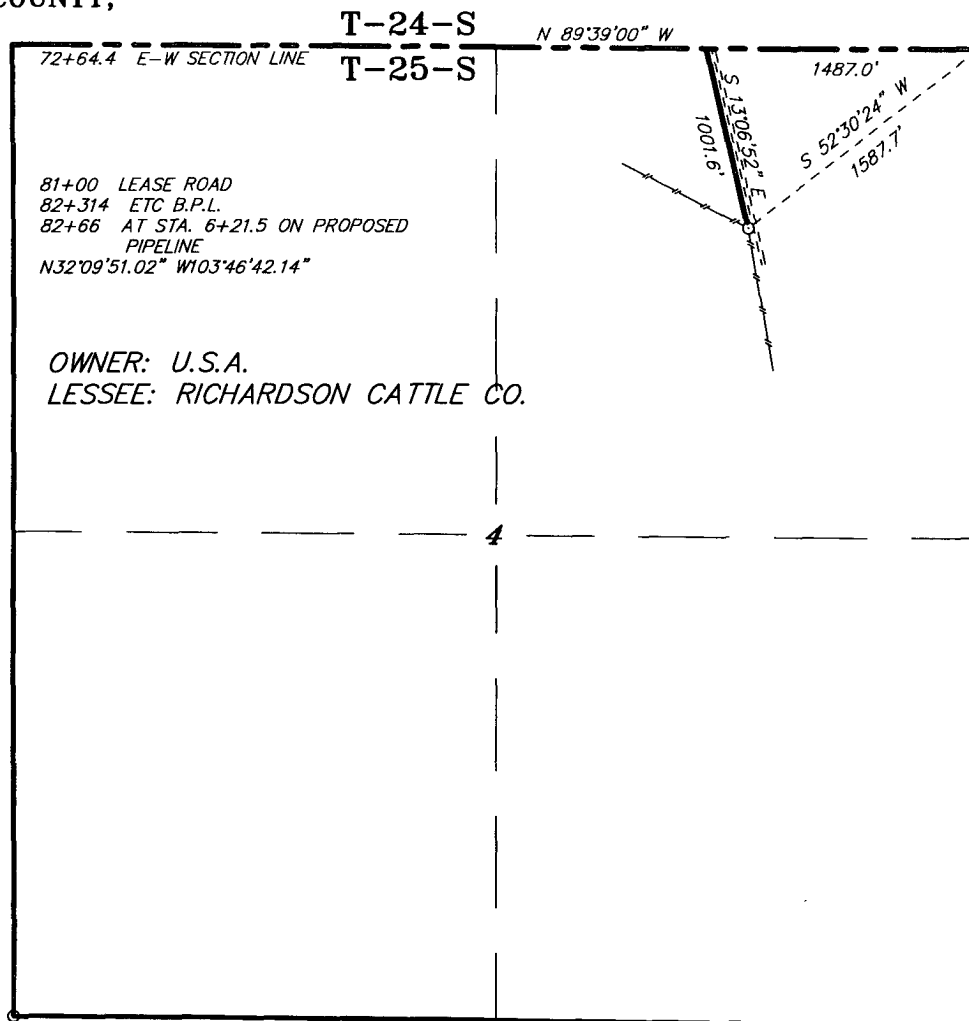 COUNTY,
T-24-S
N 89°39'00" W
72+64.4 E-W SECTION LINE
T-25-S
1487.0'
S 13°06'52" E
1001.6'
S 52°30'24" W
1587.7'
81+00 LEASE ROAD
82+314 ETC B.P.L.
82+66 AT STA. 6+21.5 ON PROPOSED
PIPELINE
N32°09'51.02" W103°46'42.14"
OWNER: U.S.A.
LESSEE: RICHARDSON CATTLE CO.
4